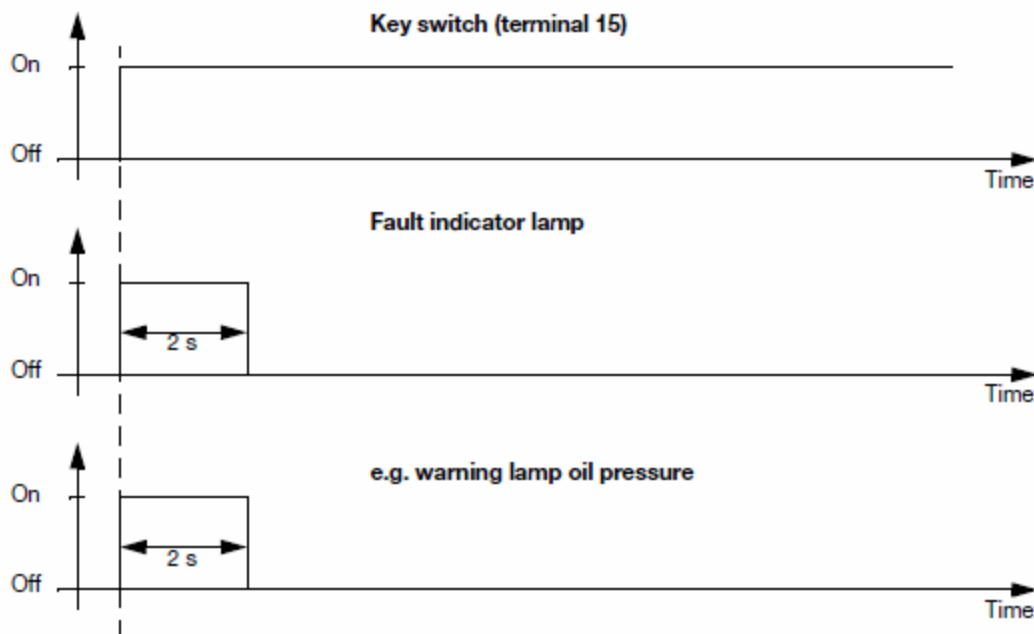 Key switch (terminal 15)
On
Off
Time
Fault indicator lamp
On
2 s
Off
Time
e.g. warning lamp oil pressure
On
2 s
Off
Time